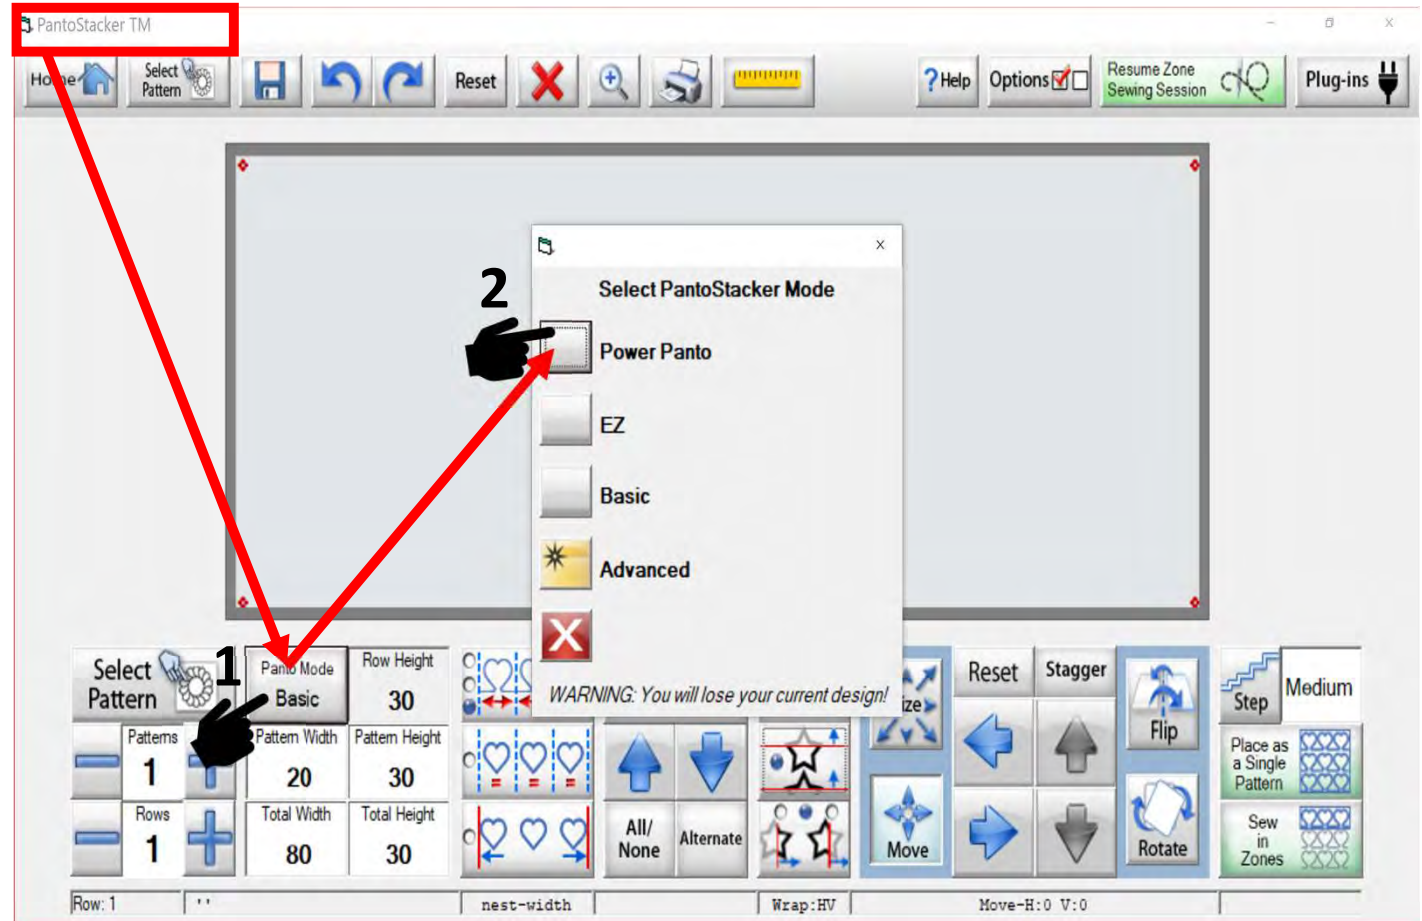 PantoStacker TM
Home
Select
Pattern
Reset
?Help
Options
Resume Zone
Sewing Session
Plug-ins
2
Select PantoStacker Mode
Power Panto
EZ
Basic
Advanced
X
WARNING: You will lose your current design!
Select
Pattern
1
Panto Mode
Basic
Row Height
30
Patterns
1
Pattern Width
20
Pattern Height
30
Rows
1
Total Width
80
Total Height
30
All/
None
Alternate
Move
Reset
Stagger
Flip
Rotate
Step
Medium
Place as
a Single
Pattern
Sew
in
Zones
Row: 1
''
nest-width
Wrap:HV
Move-H:0 V:0